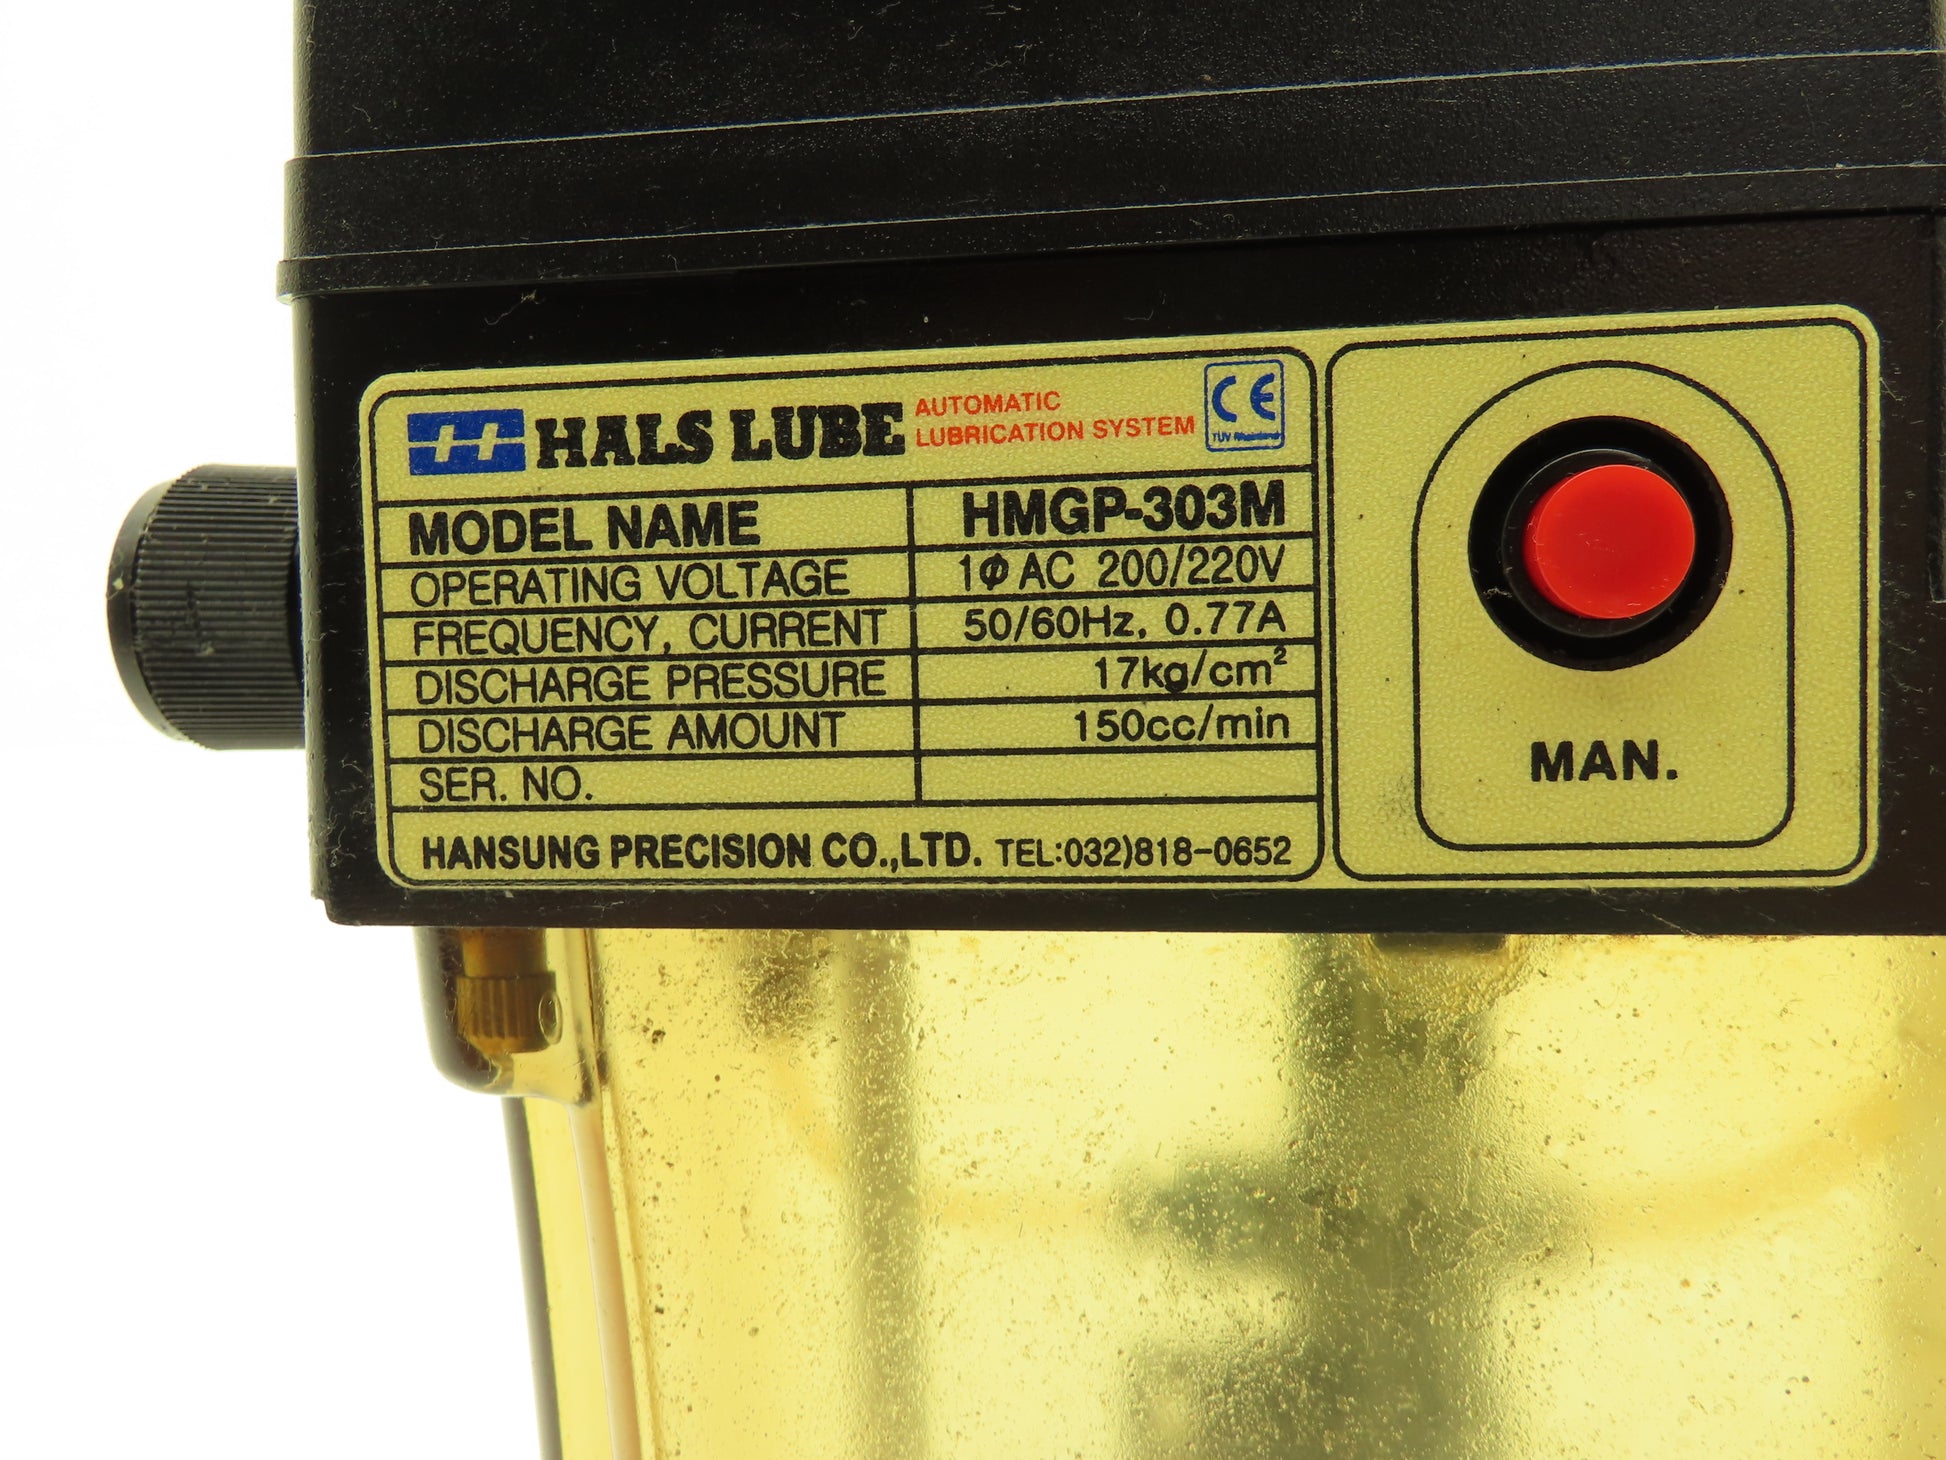 HALS LUBE AUTOMATIC
LUBRICATION SYSTEM
CE
TÜV Rheinland
MODEL NAME HMGP-303M
OPERATING VOLTAGE 1Φ AC 200/220V
FREQUENCY, CURRENT 50/60Hz, 0.77A
DISCHARGE PRESSURE 17kg/cm²
DISCHARGE AMOUNT 150cc/min
SER. NO.
HANSUNG PRECISION CO.,LTD. TEL:032)818-0652
MAN.